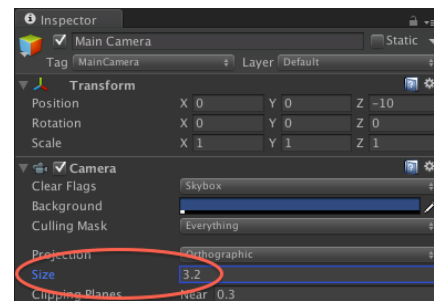 Inspector
Main Camera Static
Tag MainCamera Layer Default
Transform
Position X 0 Y 0 Z -10
Rotation X 0 Y 0 Z 0
Scale X 1 Y 1 Z 1
Camera
Clear Flags Skybox
Background
Culling Mask Everything
Projection Orthographic
Size 3.2
Clipping Planes Near 0.3